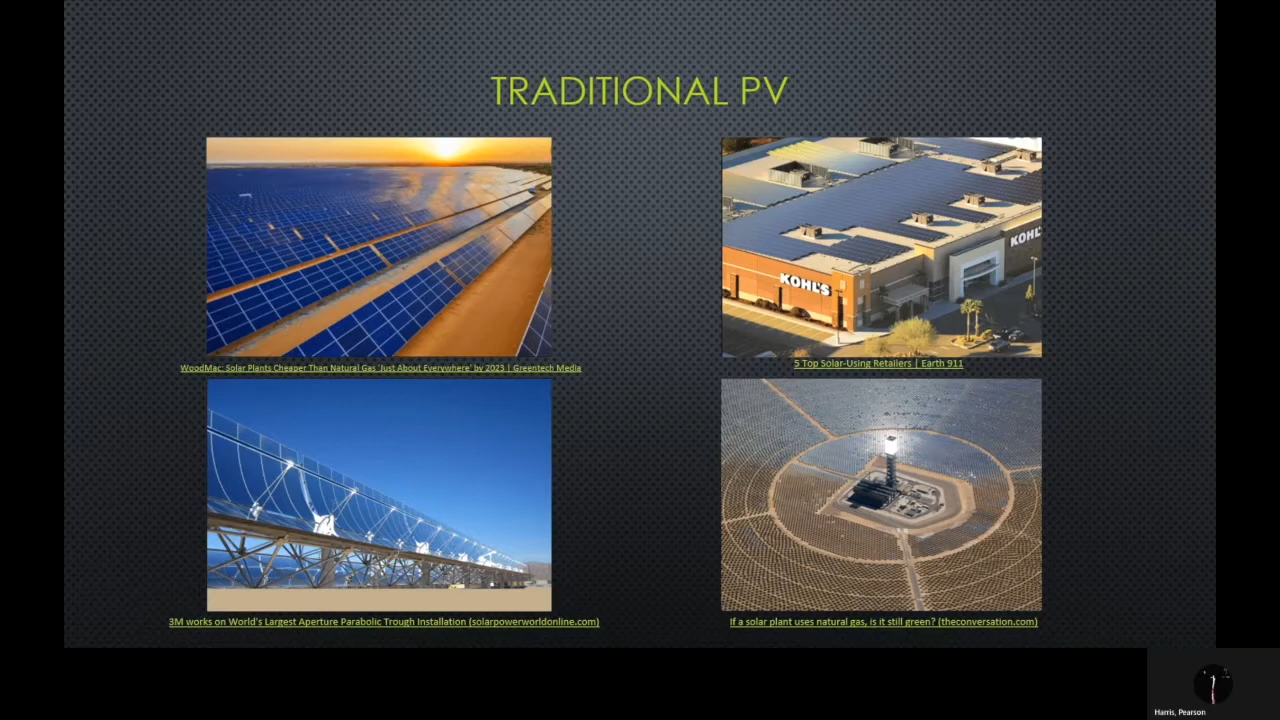 TRADITIONAL PV
KOHL'S
KOHL'
WoodMac: Solar Plants Cheaper Than Natural Gas 'Just About Everywhere' by 2023 | Greentech Media
5 Top Solar-Using Retailers | Earth 911
3M works on World's Largest Aperture Parabolic Trough Installation (solarpowerworldonline.com)
If a solar plant uses natural gas, is it still green? (theconversation.com)
Harris, Pearson